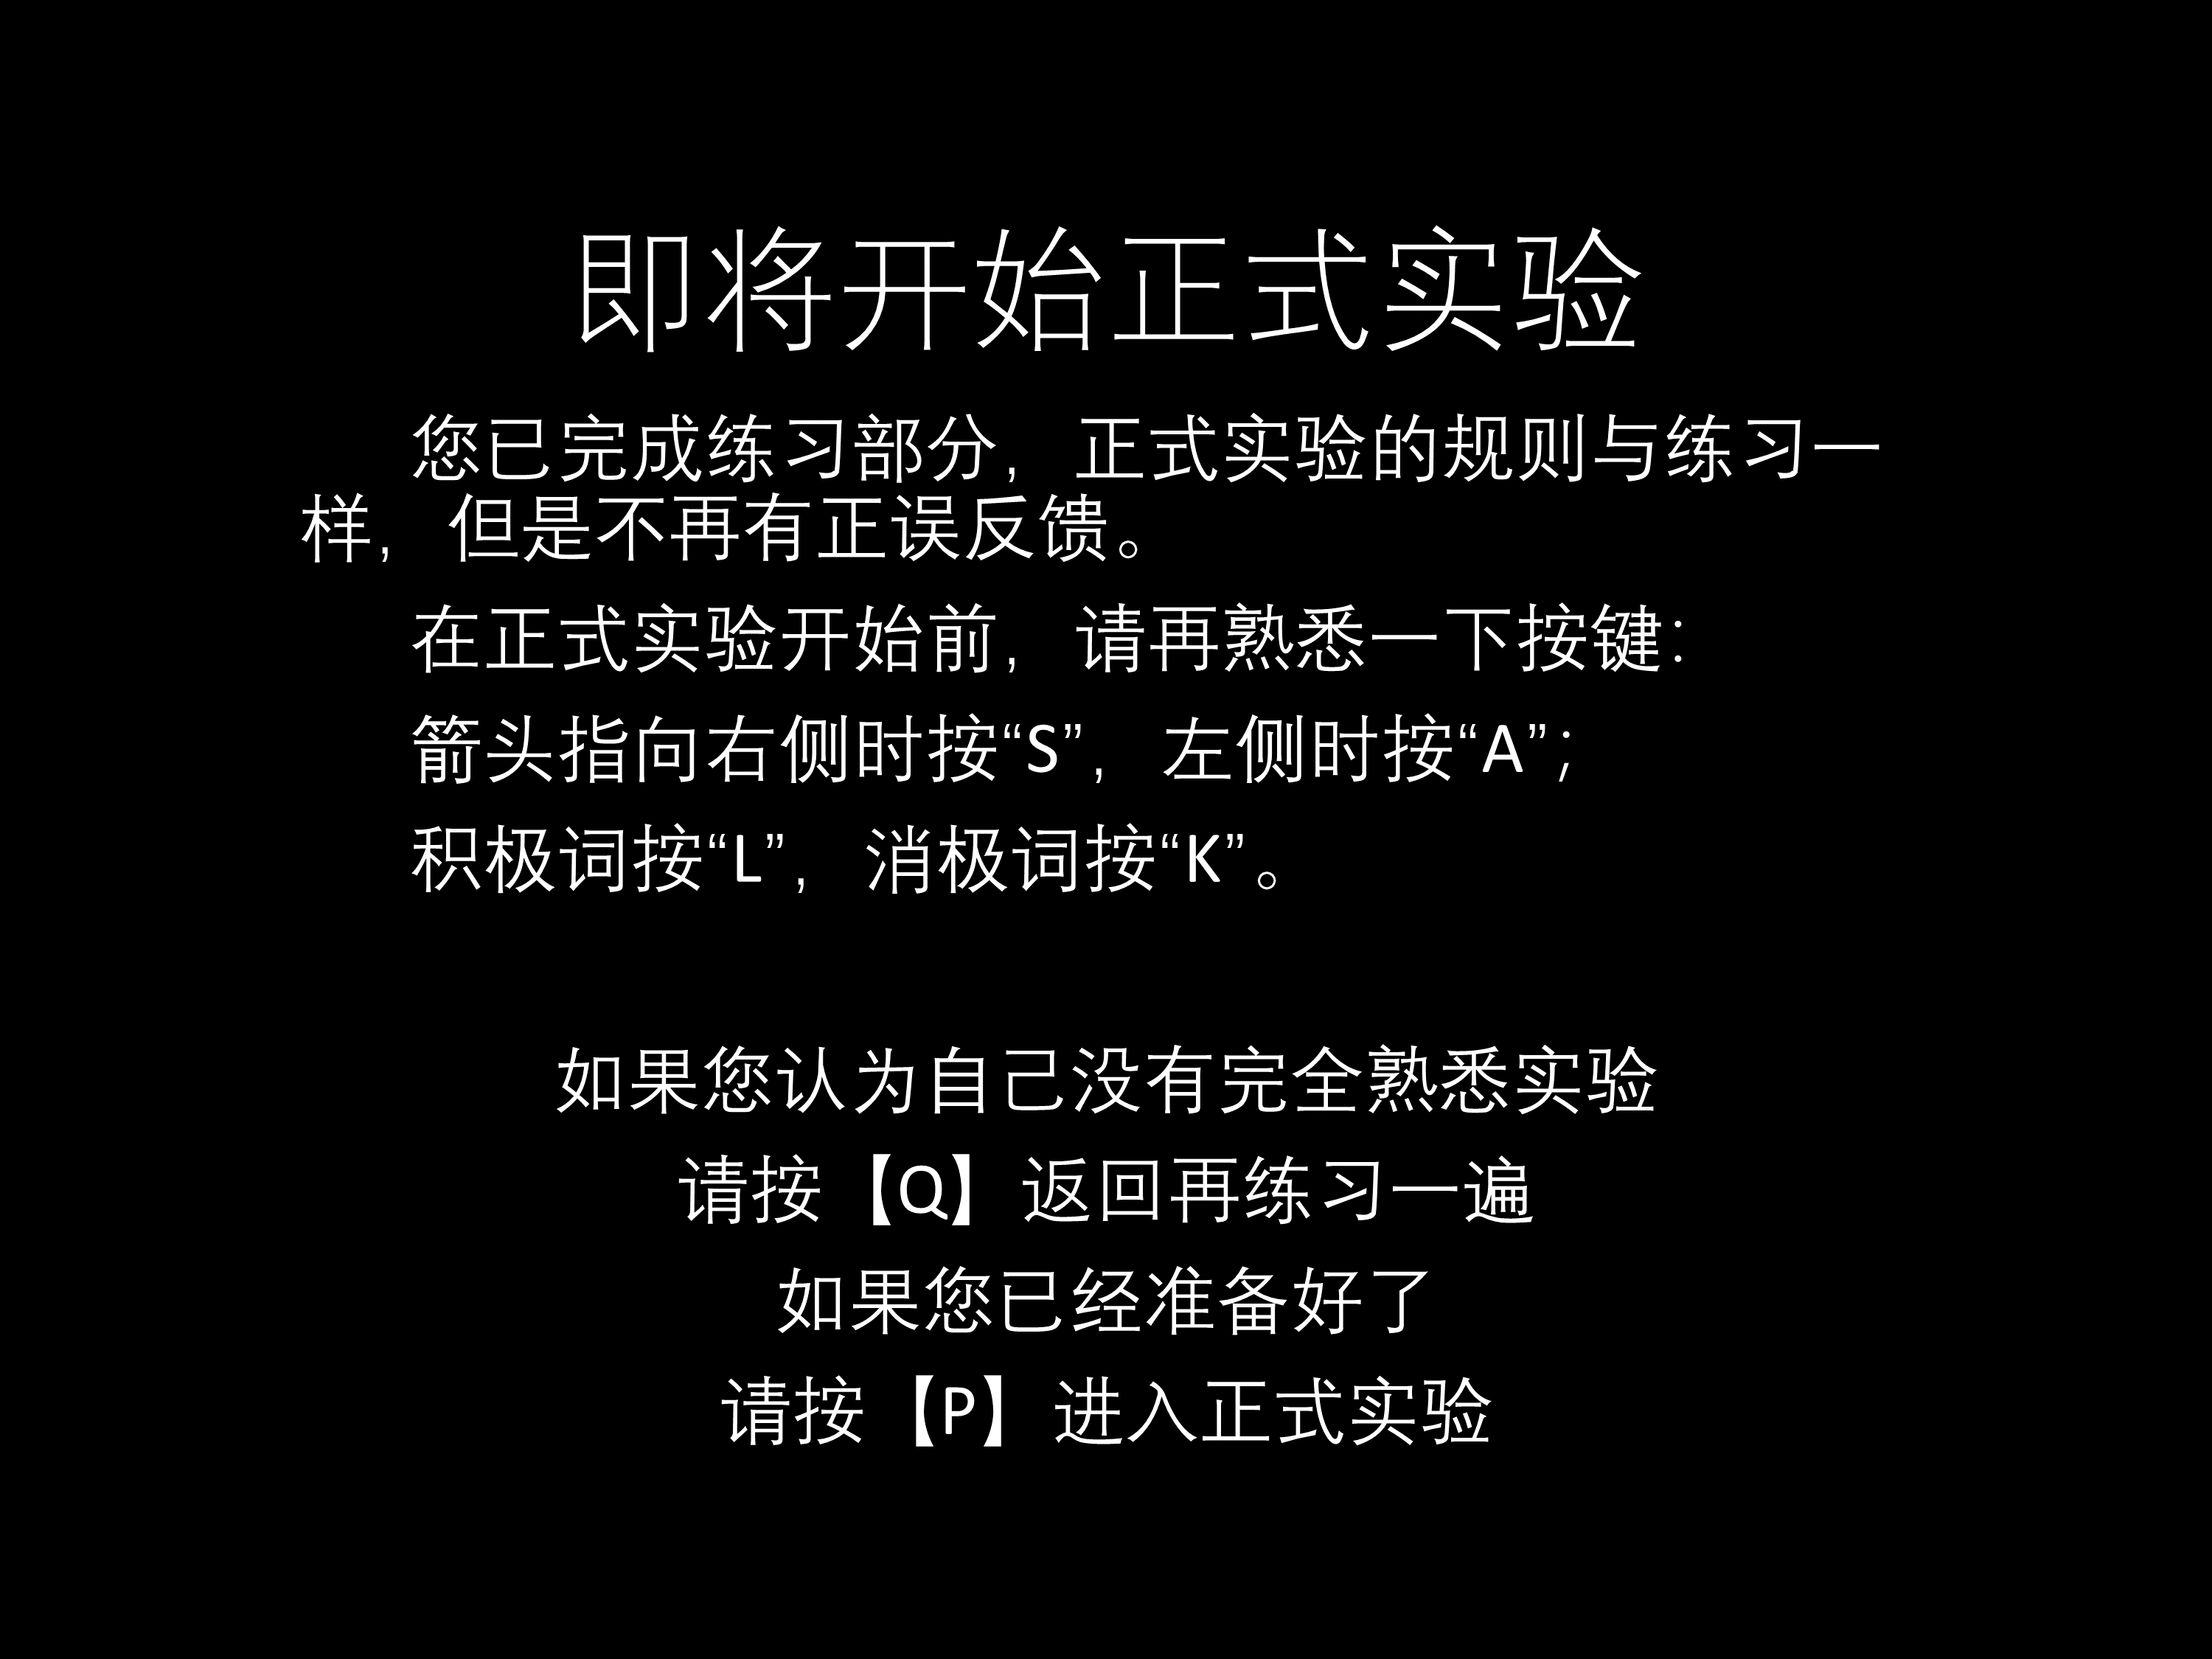 即将开始正式实验
您已完成练习部分，正式实验的规则与练习一
样，但是不再有正误反馈。
在正式实验开始前，请再熟悉一下按键：
箭头指向右侧时按“S”，左侧时按“A”；
积极词按“L”，消极词按“K”。
如果您认为自己没有完全熟悉实验
请按【Q】返回再练习一遍
如果您已经准备好了
请按【P】进入正式实验